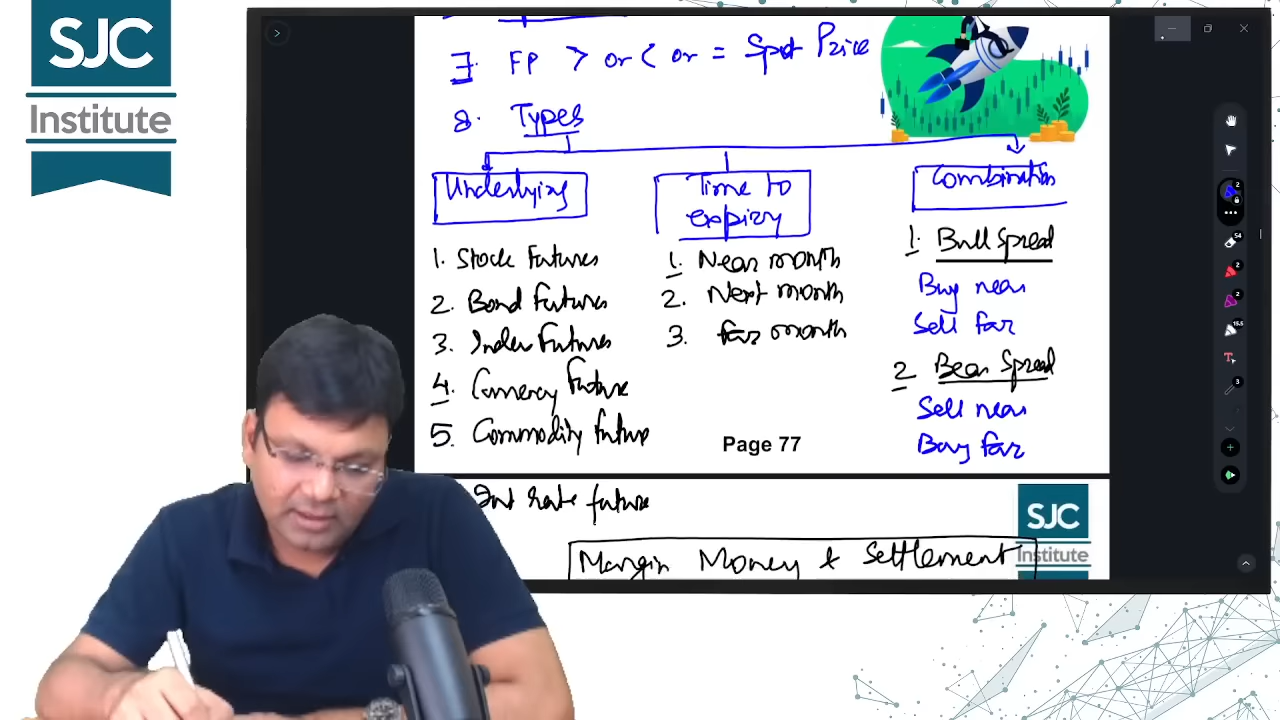 SJC
Institute
7. FP > or < or = Spot Price
8. Types
Underlying
1. Stock futures
2. Bond futures
3. Index futures
4. Currency future
5. Commodity future
Time to
expiry
1. Near month
2. Next month
3. far month
Combination
1. Bull Spread
Buy near
Sell far
2 Bear Spread
Sell near
Buy far
Page 77
Int rate future
SJC
Institute
Margin Money & Settlement